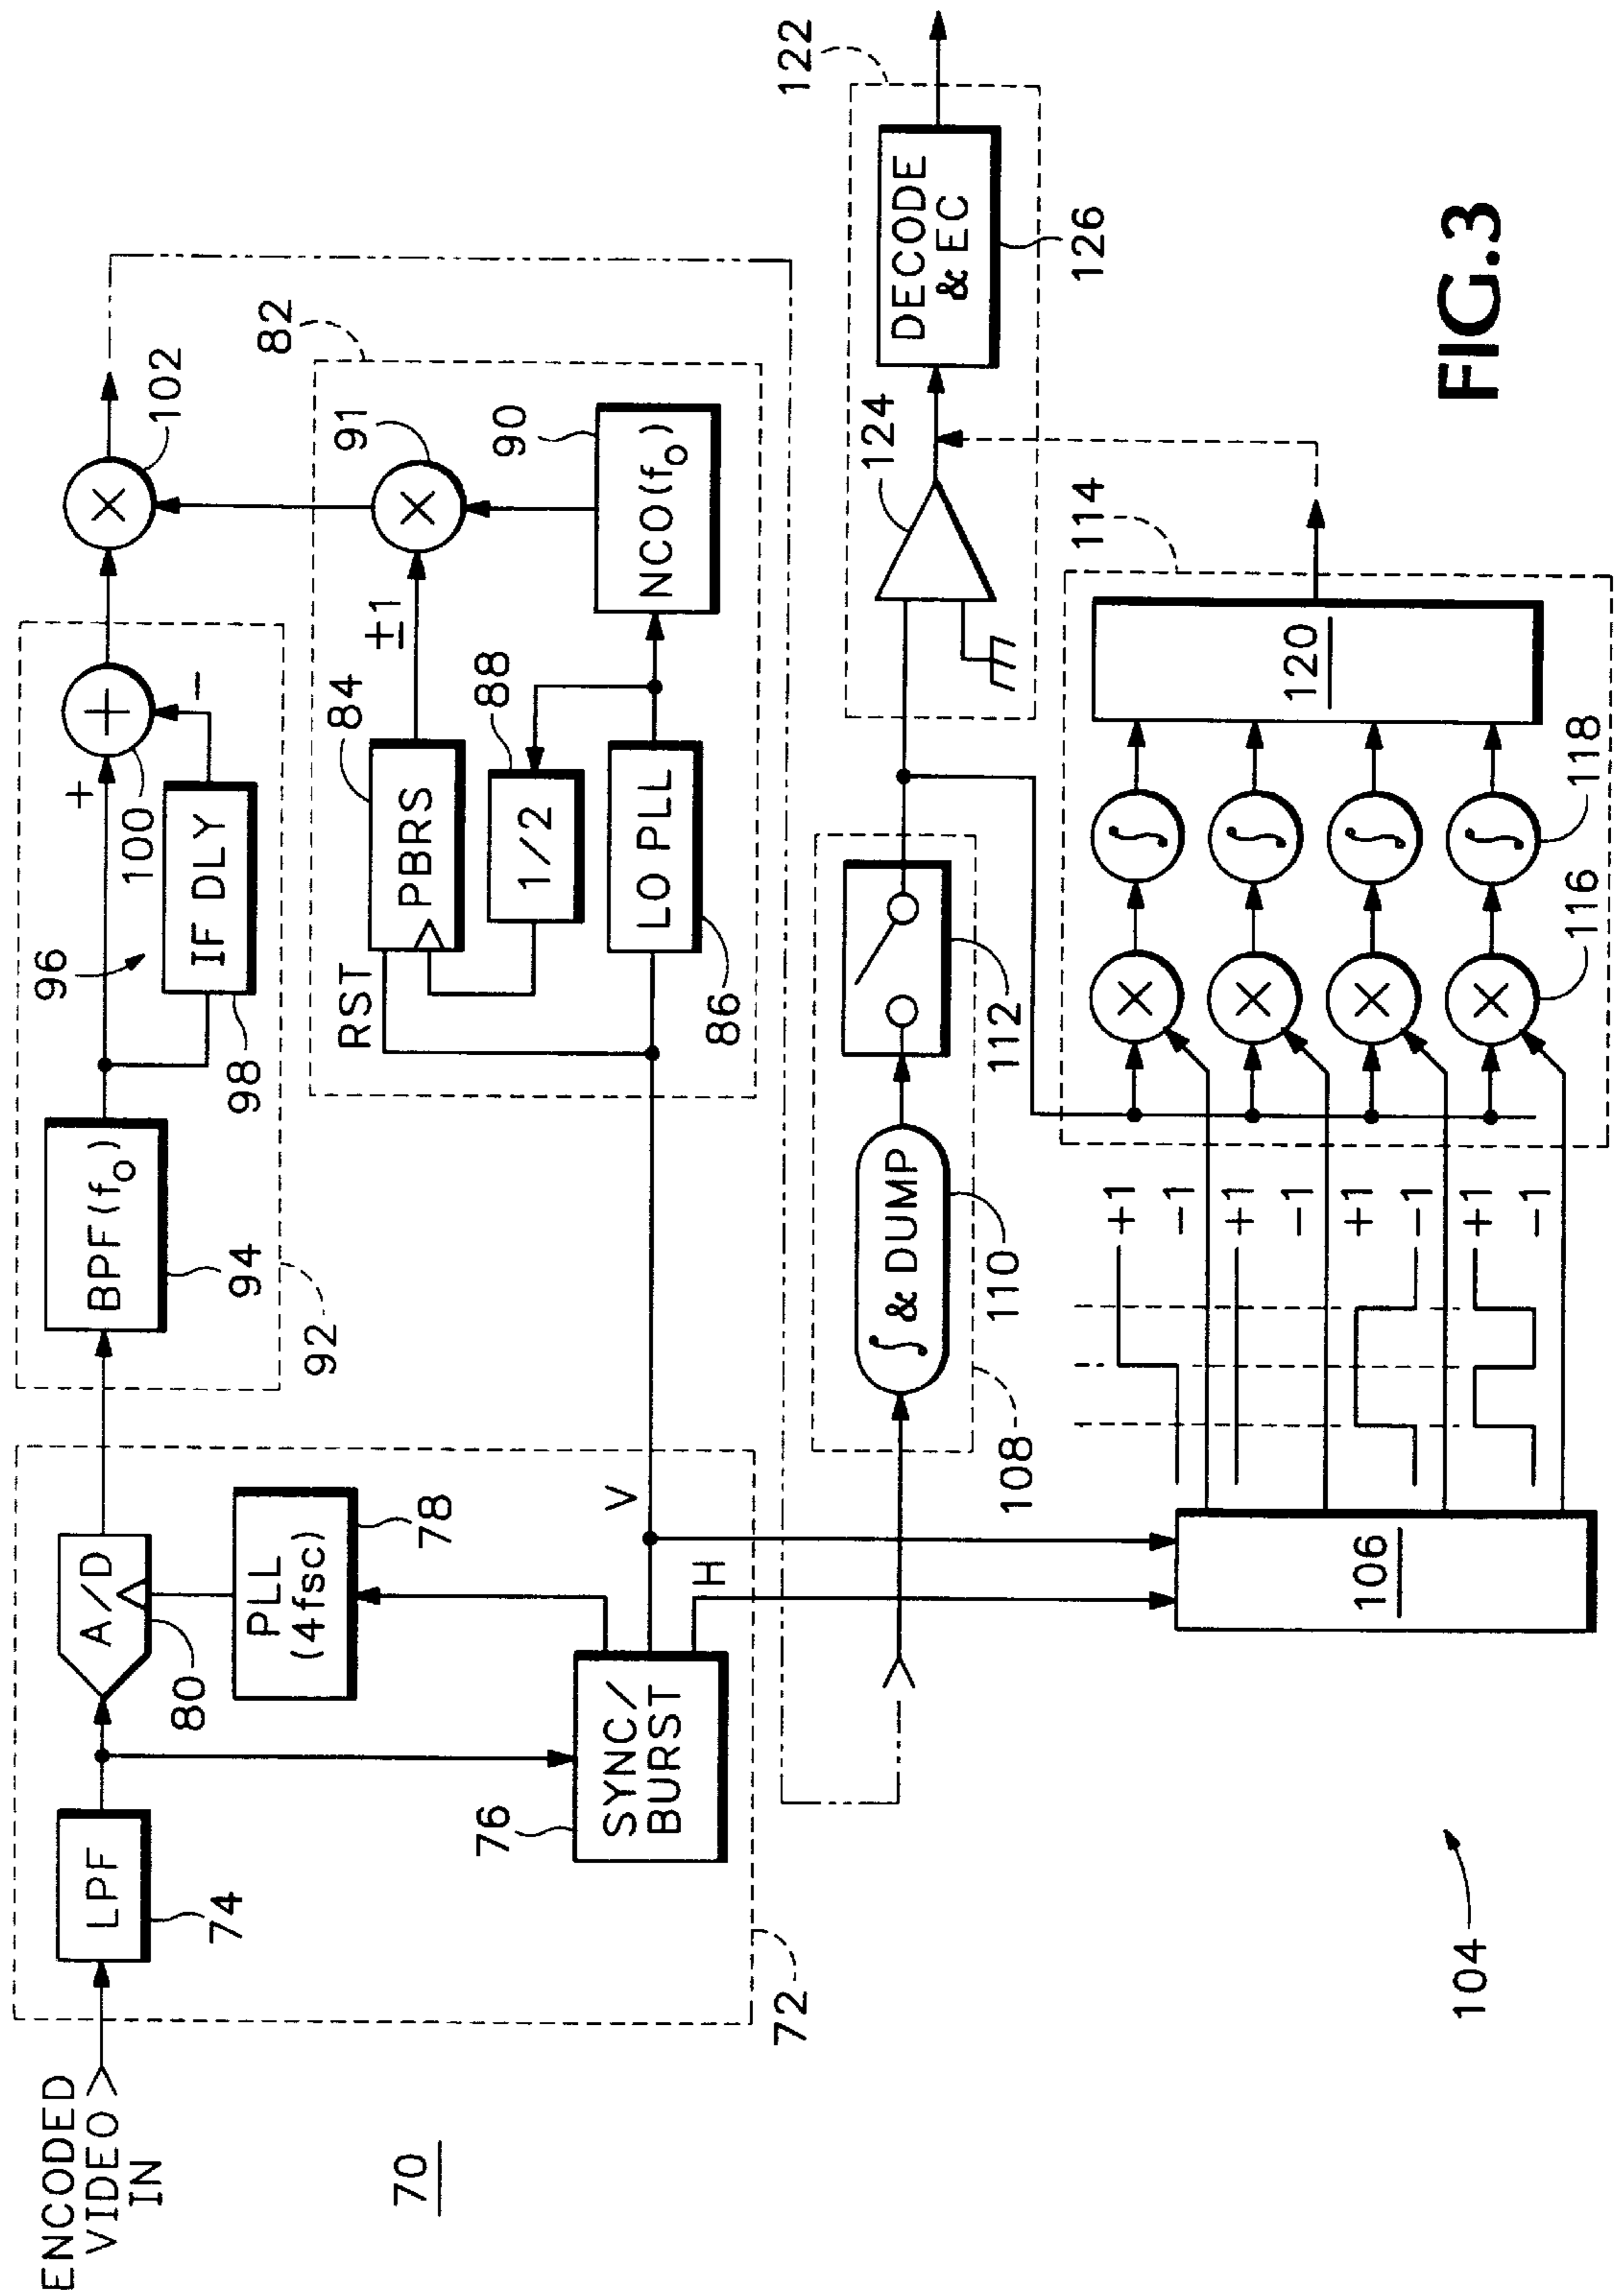 ENCODED
VIDEO
IN
70
LPF
74
A/D
80
PLL
(4fsc)
78
SYNC/
BURST
76
V
H
72
BPF(fo)
94
96
+
100
IF DLY
98
−
92
102
82
RST
PBRS
84
±1
91
1/2
88
LO PLL
86
NCO(fo)
90
∫ & DUMP
110
112
108
124
DECODE
& EC
126
122
106
+1
−1
+1
−1
+1
−1
+1
−1
116
∫
∫
∫
∫
118
120
114
104
FIG.3